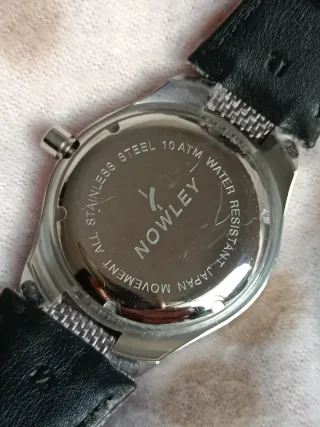 ALL STAINLESS STEEL 10 ATM WATER RESISTANT JAPAN MOVEMENT
NOWLEY